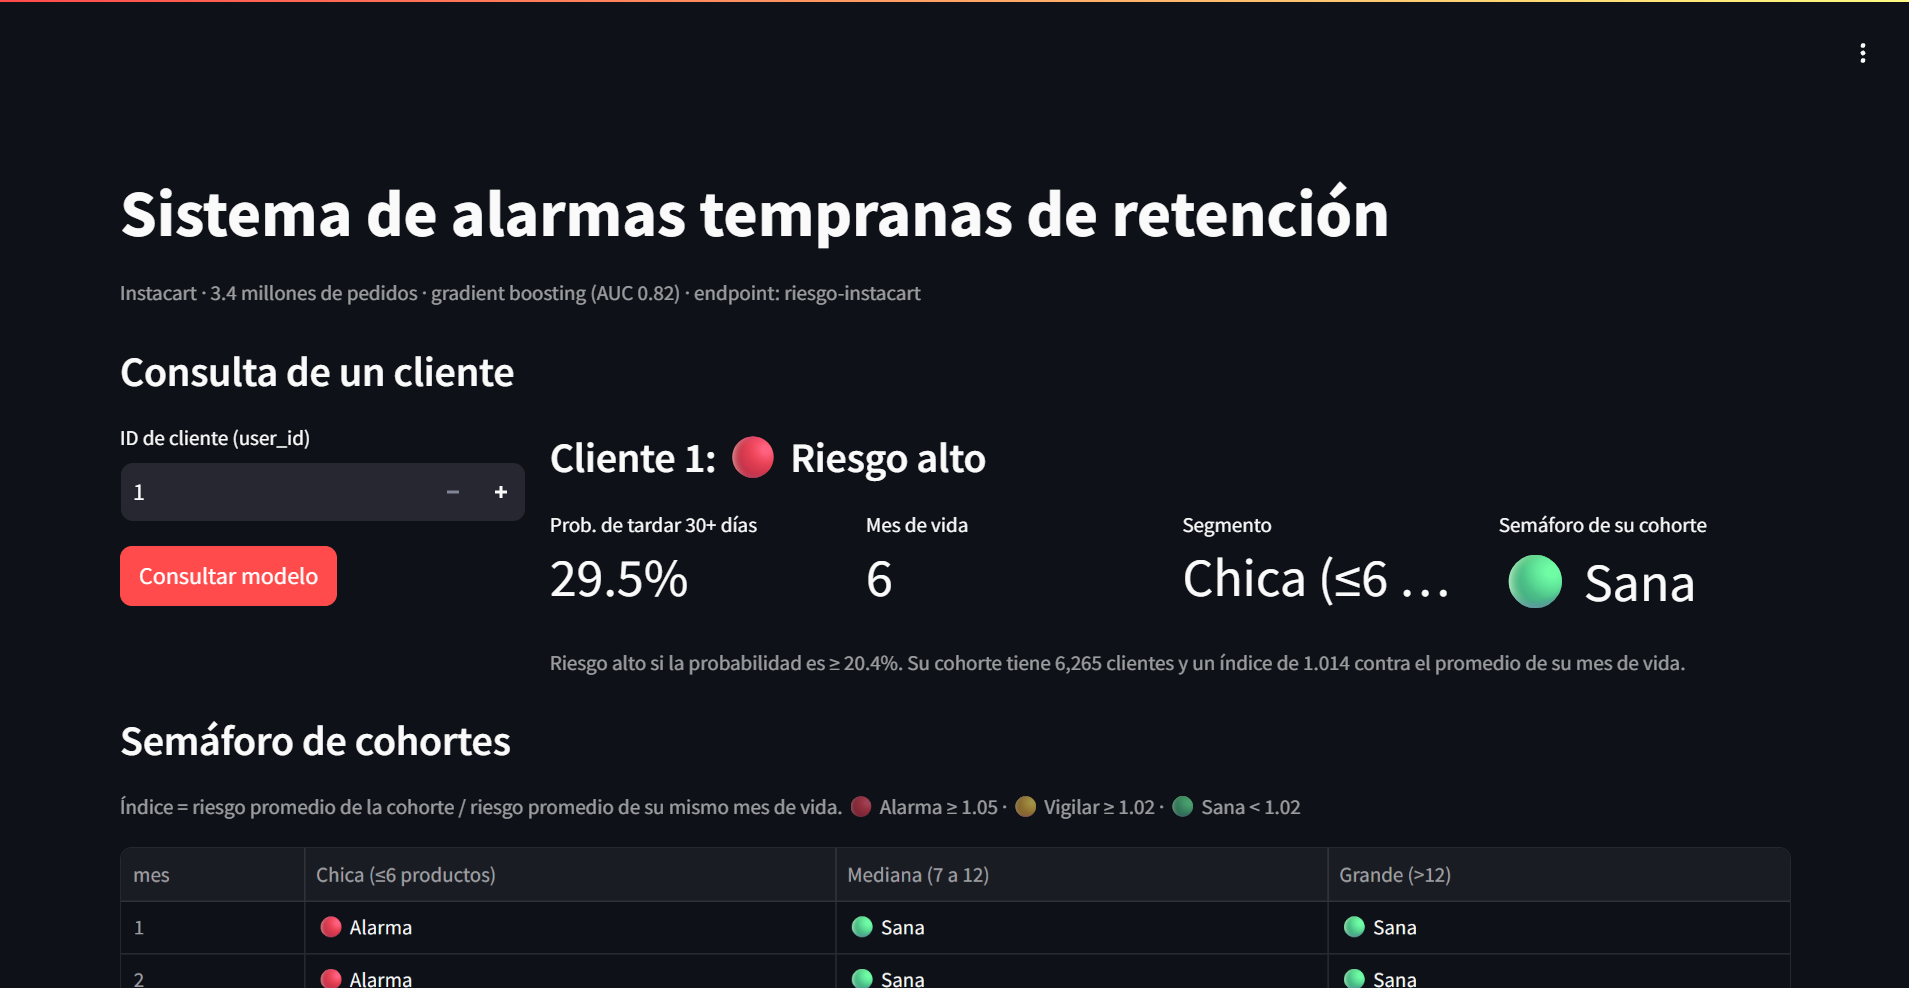 Sistema de alarmas tempranas de retención
Instacart · 3.4 millones de pedidos · gradient boosting (AUC 0.82) · endpoint: riesgo-instacart
Consulta de un cliente
ID de cliente (user_id)
1
Consultar modelo
Cliente 1: Riesgo alto
Prob. de tardar 30+ días
29.5%
Mes de vida
6
Segmento
Chica (≤6 …
Semáforo de su cohorte
Sana
Riesgo alto si la probabilidad es ≥ 20.4%. Su cohorte tiene 6,265 clientes y un índice de 1.014 contra el promedio de su mes de vida.
Semáforo de cohortes
Índice = riesgo promedio de la cohorte / riesgo promedio de su mismo mes de vida. Alarma ≥ 1.05 · Vigilar ≥ 1.02 · Sana < 1.02
mes Chica (≤6 productos) Mediana (7 a 12) Grande (>12)
1 Alarma Sana Sana
2 Alarma Sana Sana